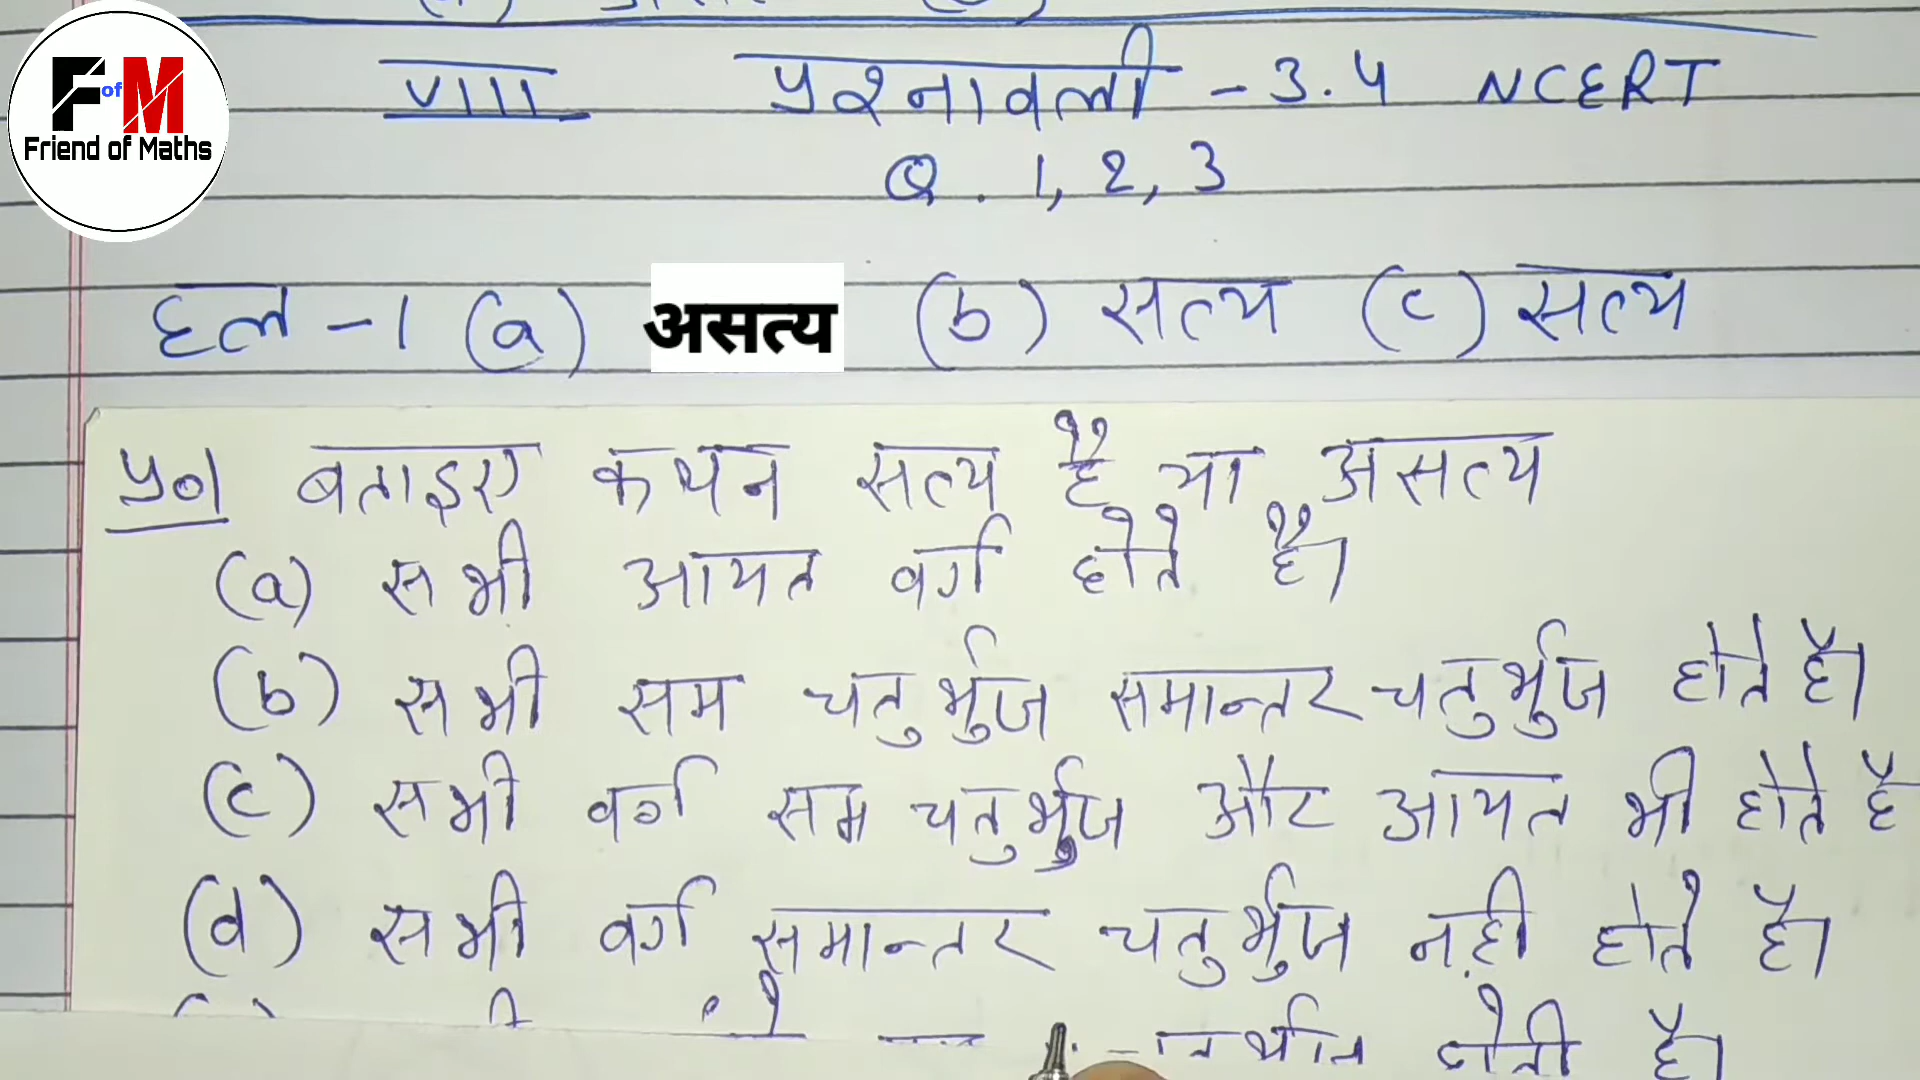 FofM
Friend of Maths
VIII प्रश्नावली - 3.4 NCERT
Q. 1, 2, 3
हल - 1 (a) असत्य (b) सत्य (c) सत्य
प्र०1 बताइए कथन सत्य है या असत्य
(a) सभी आयत वर्ग होते हैं।
(b) सभी सम चतुर्भुज समान्तर चतुर्भुज होते है।
(c) सभी वर्ग सम चतुर्भुज और आयत भी होते है
(d) सभी वर्ग समान्तर चतुर्भुज नही होते है।
है।